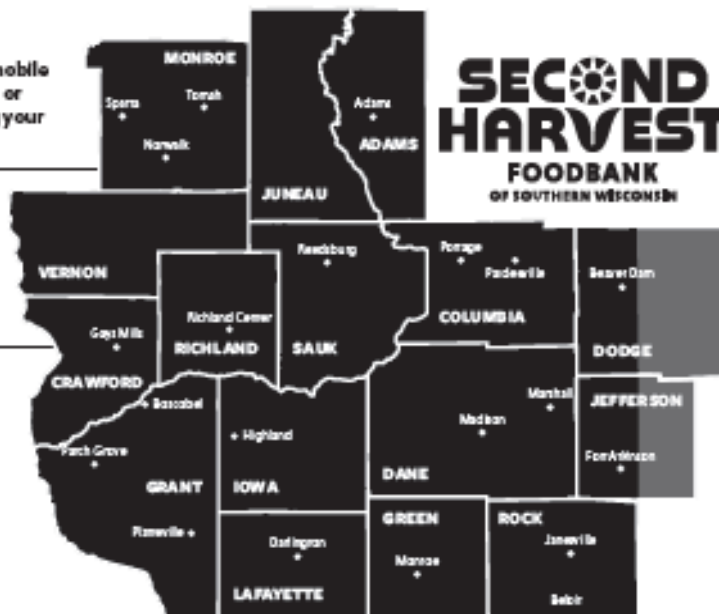 mobile
or
your
SECOND
HARVEST
FOODBANK
OF SOUTHERN WISCONSIN
MONROE
Sparta
Tomah
Norwalk
Adams
ADAMS
JUNEAU
VERNON
Reedsburg
Portage
Pardeeville
COLUMBIA
Beaver Dam
DODGE
Richland Center
RICHLAND
SAUK
Gays Mills
CRAWFORD
Boscobel
Marshall
JEFFERSON
Madison
Highland
DANE
Fort Atkinson
GRANT
IOWA
Platteville
Darlington
LAFAYETTE
GREEN
Monroe
ROCK
Janesville
Beloit